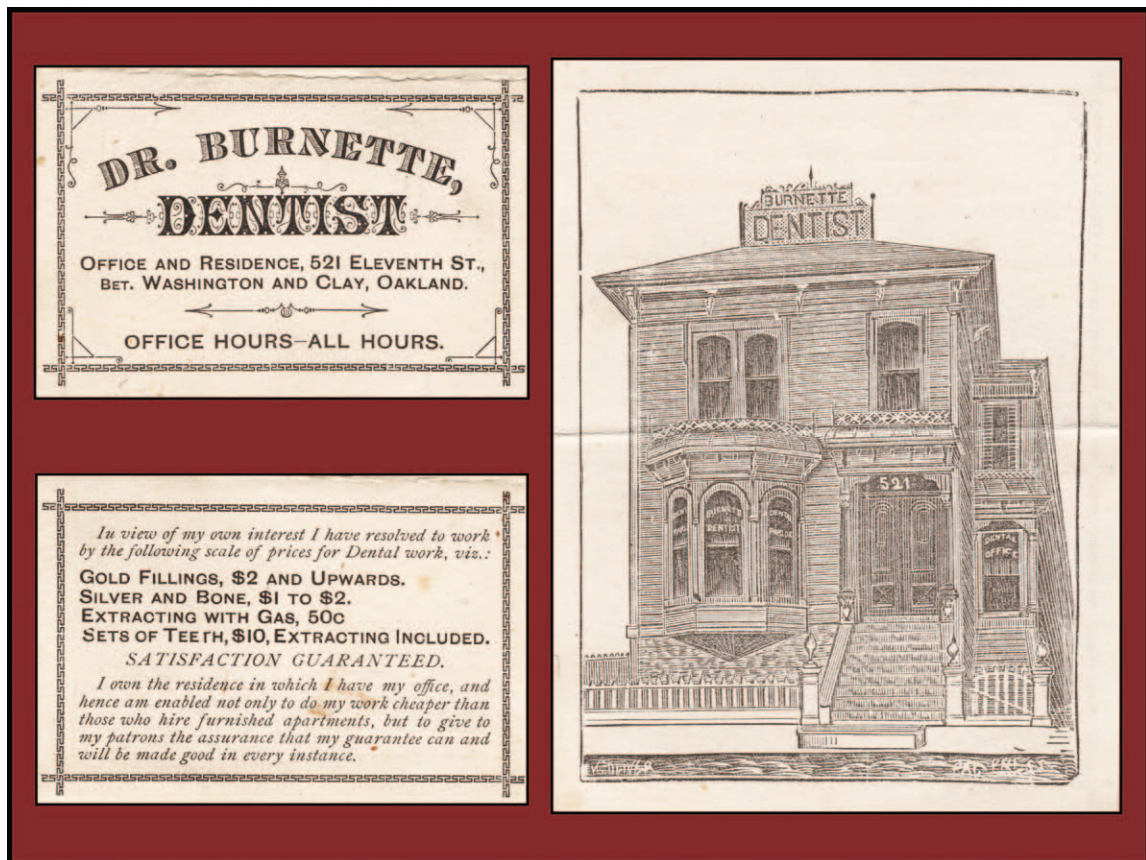 DR. BURNETTE,
DENTIST
OFFICE AND RESIDENCE, 521 ELEVENTH ST.,
BET. WASHINGTON AND CLAY, OAKLAND.
OFFICE HOURS–ALL HOURS.
In view of my own interest I have resolved to work
by the following scale of prices for Dental work, viz.:
GOLD FILLINGS, $2 AND UPWARDS.
SILVER AND BONE, $1 TO $2.
EXTRACTING WITH GAS, 50c
SETS OF TEETH, $10, EXTRACTING INCLUDED.
SATISFACTION GUARANTEED.
I own the residence in which I have my office, and
hence am enabled not only to do my work cheaper than
those who hire furnished apartments, but to give to
my patrons the assurance that my guarantee can and
will be made good in every instance.
BURNETTE
DENTIST
521
DENTIST
DENTAL
OFFICE
PRESS